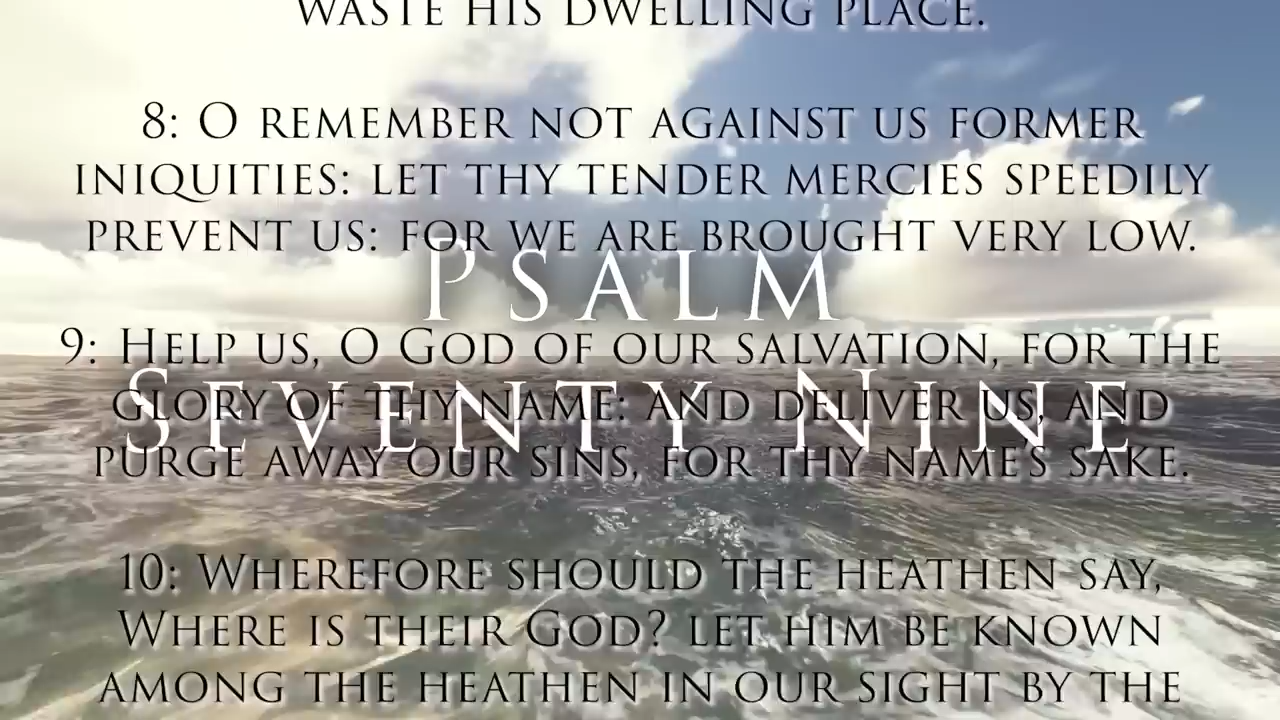 WASTE HIS DWELLING PLACE.
8: O REMEMBER NOT AGAINST US FORMER
INIQUITIES: LET THY TENDER MERCIES SPEEDILY
PREVENT US: FOR WE ARE BROUGHT VERY LOW.
PSALM
9: HELP US, O GOD OF OUR SALVATION, FOR THE
SEVENTY NINE
GLORY OF THY NAME: AND DELIVER US, AND
PURGE AWAY OUR SINS, FOR THY NAME'S SAKE.
10: WHEREFORE SHOULD THE HEATHEN SAY,
WHERE IS THEIR GOD? LET HIM BE KNOWN
AMONG THE HEATHEN IN OUR SIGHT BY THE